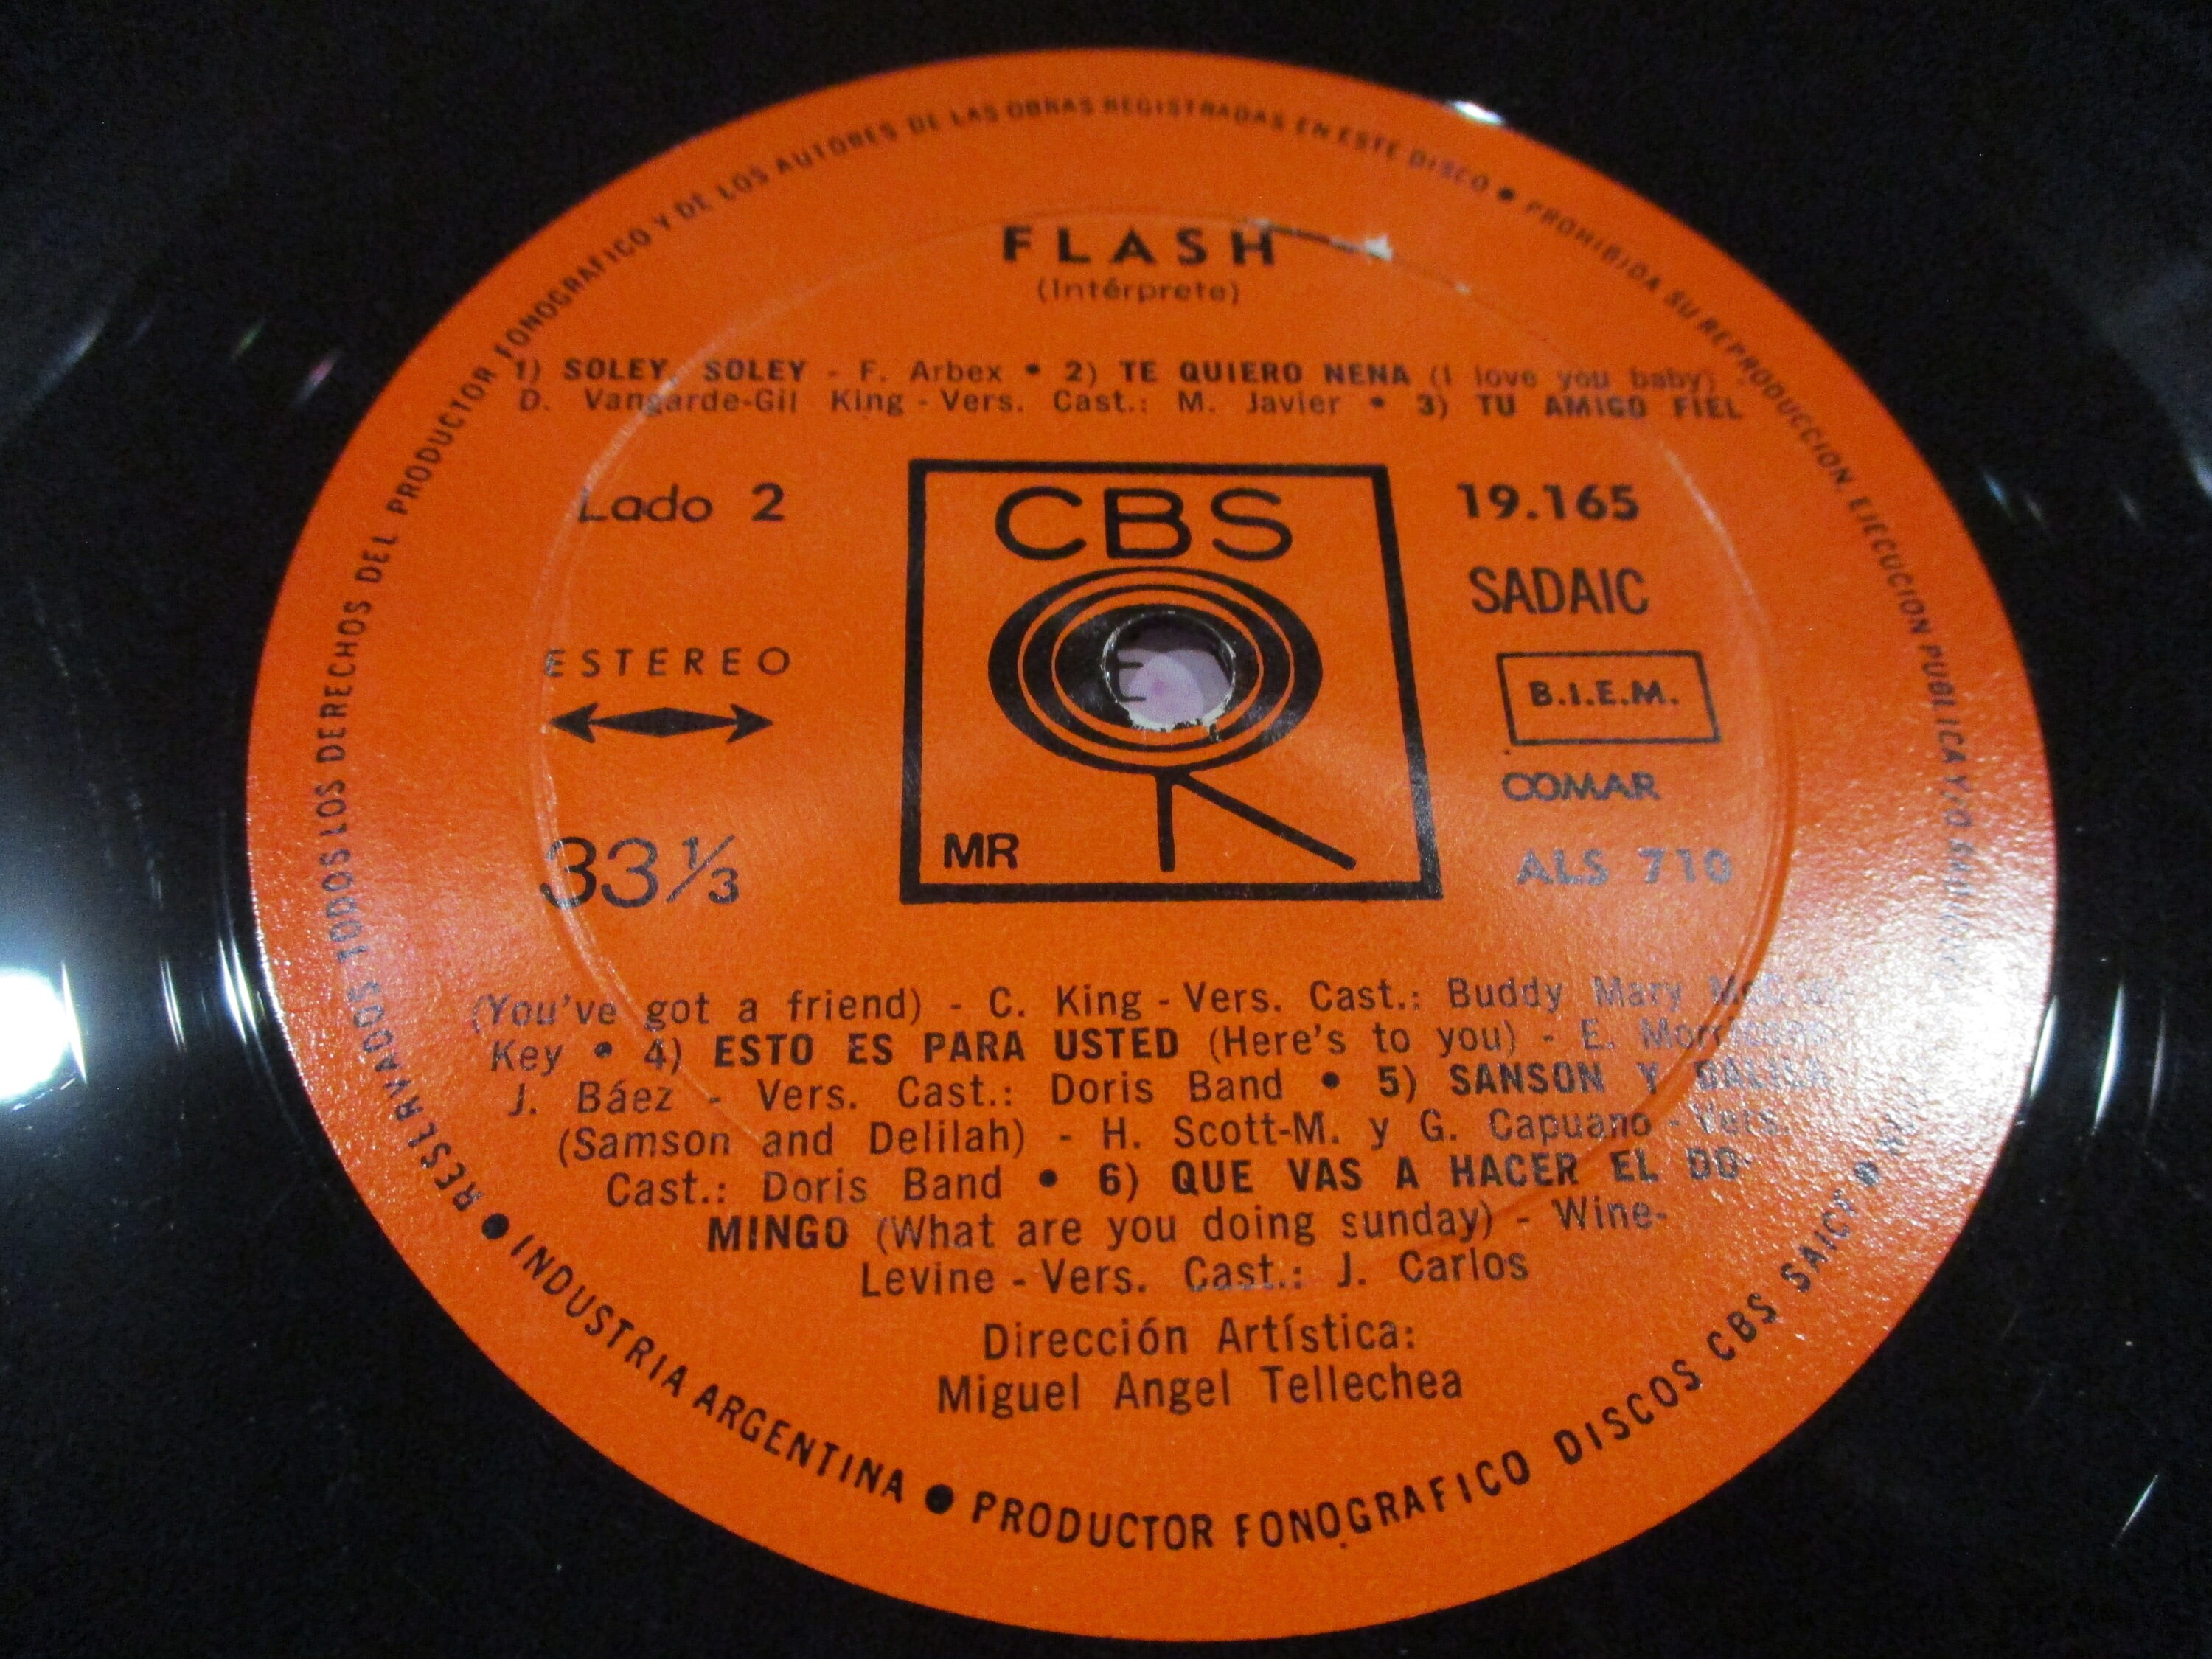 FLASH
(Intérprete)
1) SOLEY, SOLEY - F. Arbex • 2) TE QUIERO NENA (I love you baby) -
D. Vangarde-Gil King - Vers. Cast.: M. Javier • 3) TU AMIGO FIEL
Lado 2
ESTEREO
33⅓
CBS
MR
19.165
SADAIC
B.I.E.M.
COMAR
ALS 710
(You've got a friend) - C. King - Vers. Cast.: Buddy Mary
Key • 4) ESTO ES PARA USTED (Here's to you) - E. Morricone-
J. Báez - Vers. Cast.: Doris Band • 5) SANSON Y DALILA
(Samson and Delilah) - H. Scott-M. y G. Capuano - Vers.
Cast.: Doris Band • 6) QUE VAS A HACER EL DO-
MINGO (What are you doing sunday) - Wine-
Levine - Vers. Cast.: J. Carlos
Dirección Artística:
Miguel Angel Tellechea
RESERVADOS TODOS LOS DERECHOS DEL PRODUCTOR FONOGRAFICO Y DE LOS AUTORES DE LAS OBRAS REGISTRADAS EN ESTE DISCO • PROHIBIDA SU REPRODUCCION, EJECUCION PUBLICA Y/O
• INDUSTRIA ARGENTINA • PRODUCTOR FONOGRAFICO DISCOS CBS SAICYF •